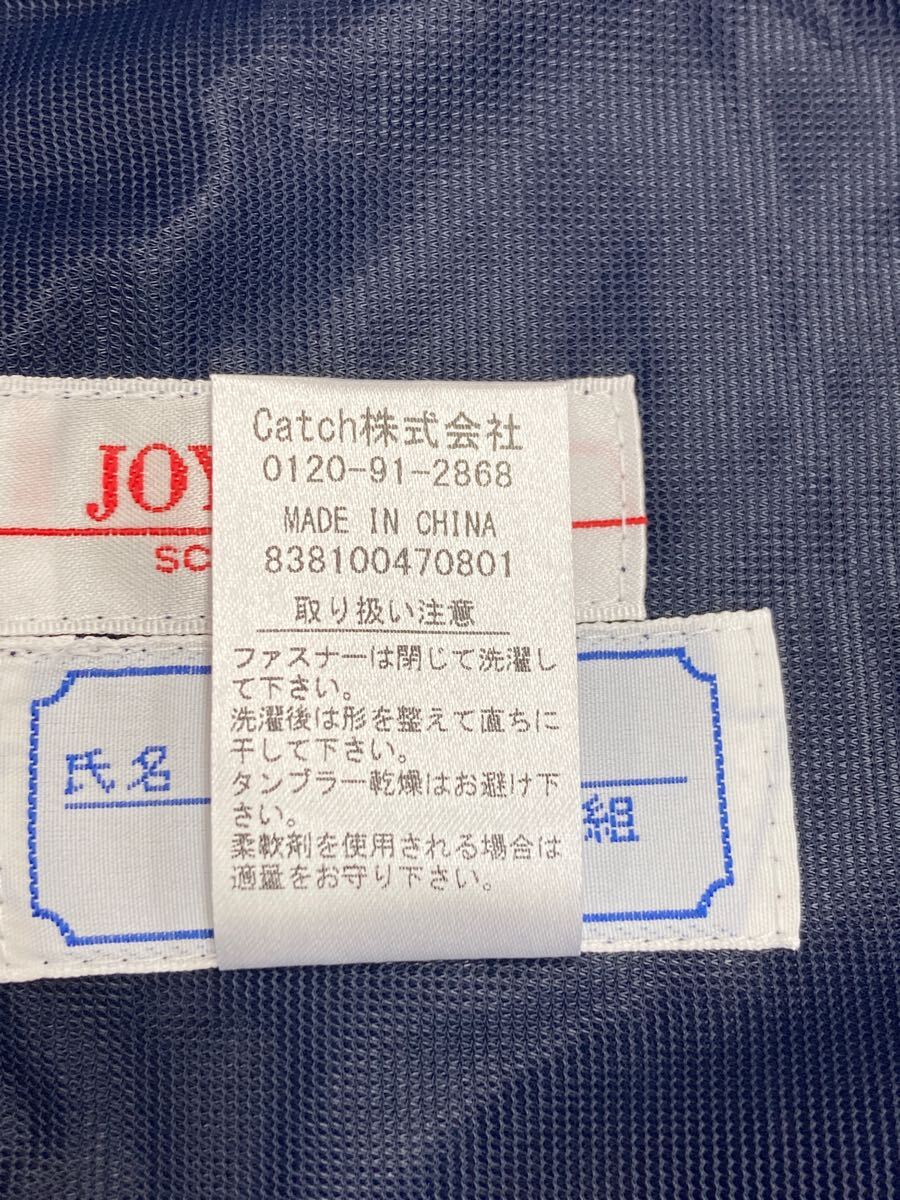 Catch株式会社
0120-91-2868
MADE IN CHINA
838100470801
取り扱い注意
ファスナーは閉じて洗濯し
て下さい。
洗濯後は形を整えて直ちに
干して下さい。
タンブラー乾燥はお避け下
さい。
柔軟剤を使用される場合は
適量をお守り下さい。
JOY
SC
氏名
組